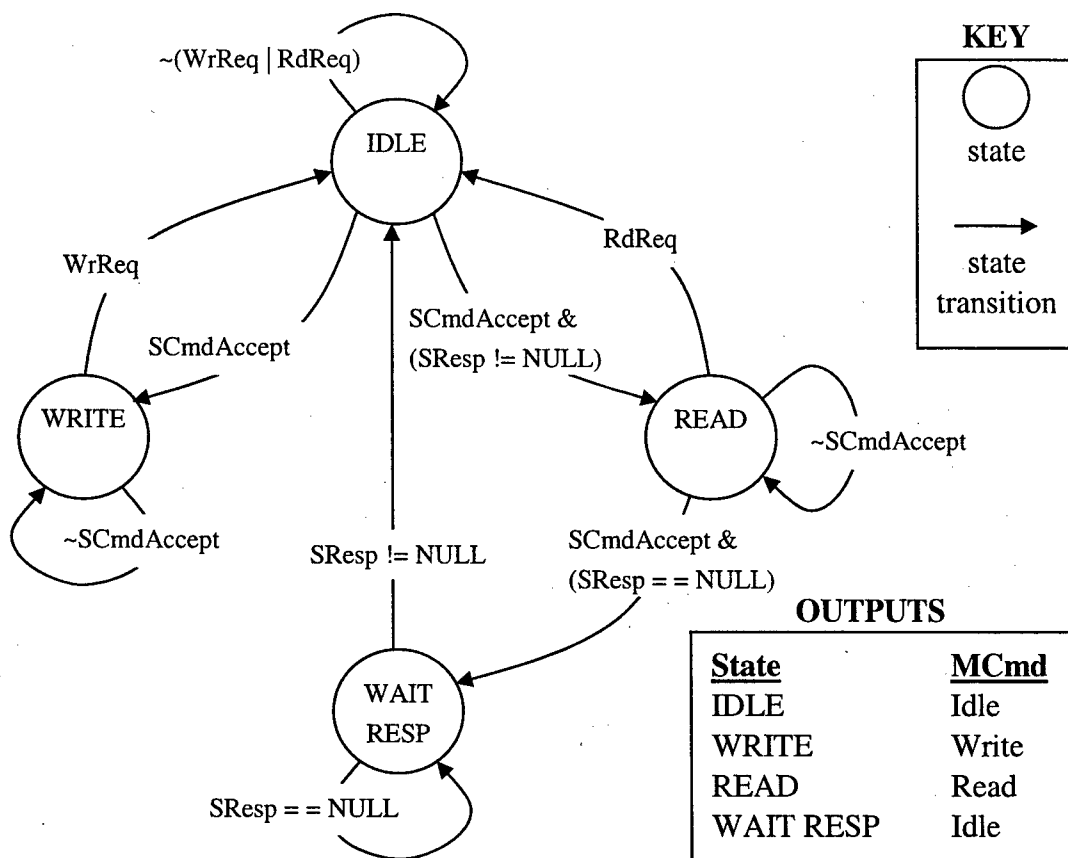 ~(WrReq | RdReq)
IDLE
WrReq
SCmdAccept
SCmdAccept &
(SResp != NULL)
RdReq
WRITE
~SCmdAccept
READ
~SCmdAccept
SResp != NULL
SCmdAccept &
(SResp = = NULL)
WAIT
RESP
SResp = = NULL
KEY
state
state
transition
OUTPUTS
State MCmd
IDLE Idle
WRITE Write
READ Read
WAIT RESP Idle